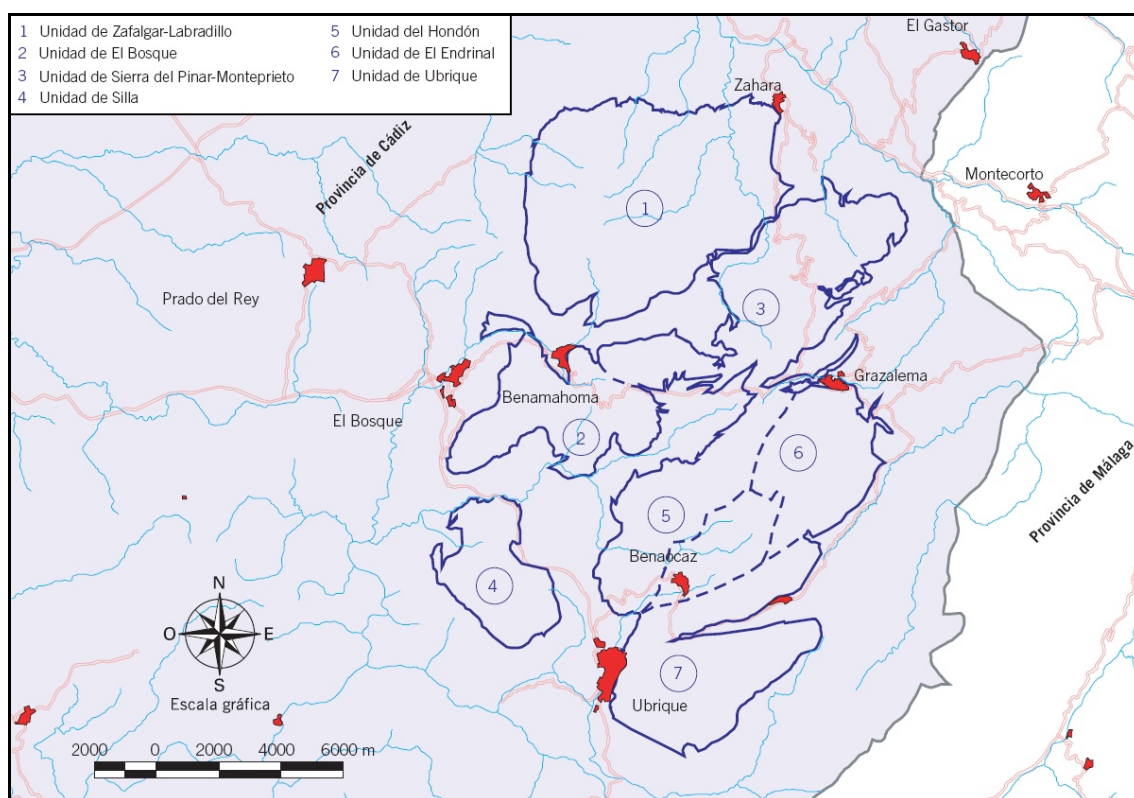 1 Unidad de Zafalgar-Labradillo
2 Unidad de El Bosque
3 Unidad de Sierra del Pinar-Monteprieto
4 Unidad de Silla
5 Unidad del Hondón
6 Unidad de El Endrinal
7 Unidad de Ubrique
El Gastor
Zahara
Provincia de Cádiz
Montecorto
1
Prado del Rey
3
Grazalema
Benamahoma
El Bosque
2
6
Provincia de Málaga
5
Benaocaz
4
N
O
E
S
7
Ubrique
Escala gráfica
2000 0 2000 4000 6000 m